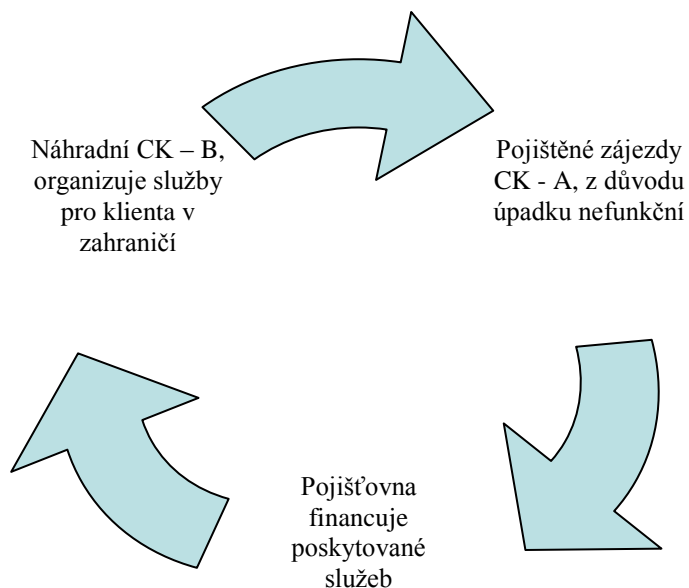 Náhradní CK – B,
organizuje služby
pro klienta v
zahraničí
Pojištěné zájezdy
CK - A, z důvodu
úpadku nefunkční
Pojišťovna
financuje
poskytované
služeb